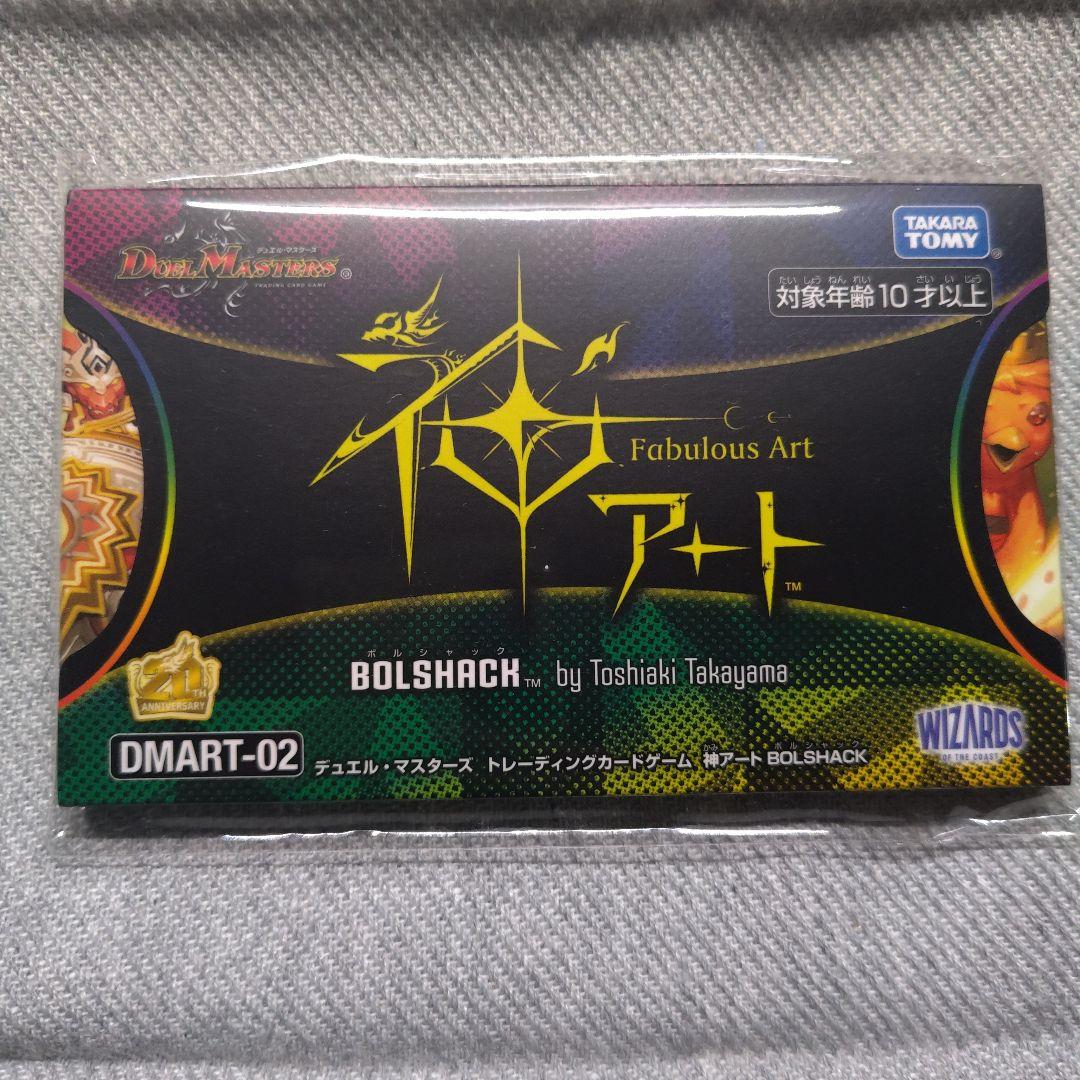 デュエル・マスターズ
DUEL MASTERS®
TRADING CARD GAME
TAKARA TOMY®
たいしょうねんれい さいいじょう
対象年齢10才以上
神アート™
Fabulous Art
ボルシャック
BOLSHACK™ by Toshiaki Takayama
20TH
ANNIVERSARY
WIZARDS
OF THE COAST
DMART-02
かみ ボルシャック
デュエル・マスターズ トレーディングカードゲーム 神アート BOLSHACK